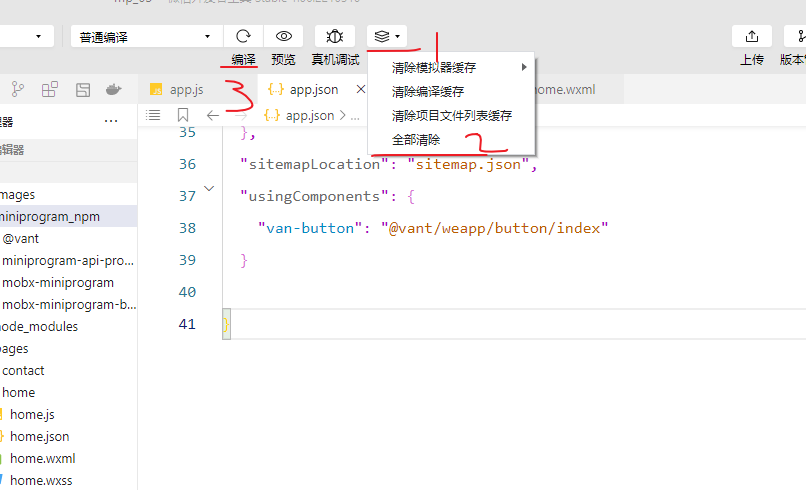 普通编译
编译 预览 真机调试 上传
清除模拟器缓存
清除编译缓存
清除项目文件列表缓存
全部清除
1
2
3
app.js app.json home.wxml
app.json > ...
35 },
36 "sitemapLocation": "sitemap.json",
37 "usingComponents": {
38 "van-button": "@vant/weapp/button/index"
39 }
40
41 }
编辑器
mages
miniprogram_npm
@vant
miniprogram-api-pro...
mobx-miniprogram
mobx-miniprogram-b...
node_modules
pages
contact
home
home.js
home.json
home.wxml
home.wxss